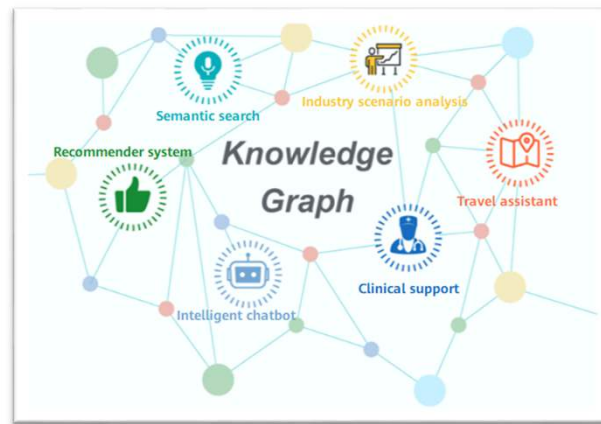 Semantic search
Industry scenario analysis
Recommender system
Knowledge
Graph
Travel assistant
Clinical support
Intelligent chatbot